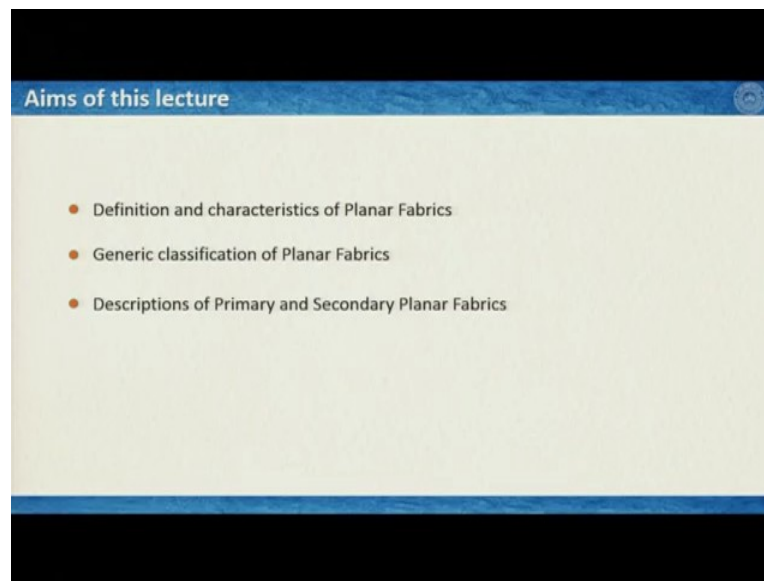 Aims of this lecture
Definition and characteristics of Planar Fabrics
Generic classification of Planar Fabrics
Descriptions of Primary and Secondary Planar Fabrics